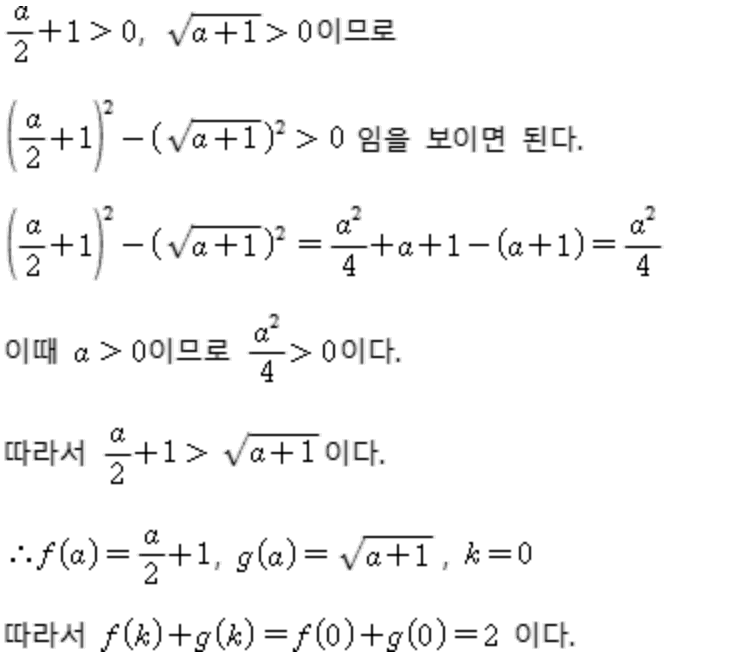 a/2+1>0, √(a+1)>0이므로
(a/2+1)²−(√(a+1))²>0 임을 보이면 된다.
(a/2+1)²−(√(a+1))²=a²/4+a+1−(a+1)=a²/4
이때 a>0이므로 a²/4>0이다.
따라서 a/2+1>√(a+1)이다.
∴f(a)=a/2+1, g(a)=√(a+1), k=0
따라서 f(k)+g(k)=f(0)+g(0)=2 이다.